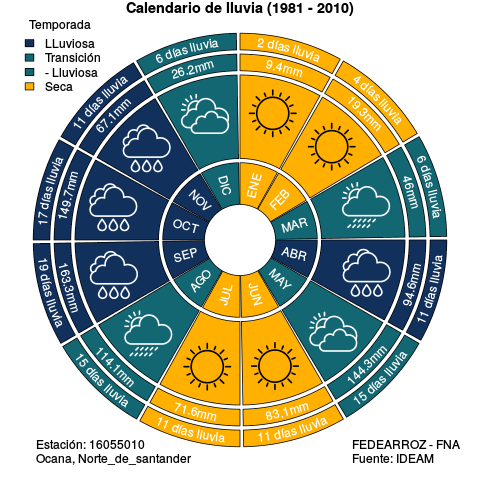 Calendario de lluvia (1981 - 2010)
Temporada
LLuviosa
Transición
- Lluviosa
Seca
2 días lluvia
9.4mm
ENE
4 días lluvia
19.3mm
FEB
6 días lluvia
46mm
MAR
11 días lluvia
94.6mm
ABR
15 días lluvia
144.3mm
MAY
11 días lluvia
83.1mm
JUN
11 días lluvia
71.6mm
JUL
15 días lluvia
114.1mm
AGO
19 días lluvia
163.3mm
SEP
17 días lluvia
149.7mm
OCT
11 días lluvia
67.1mm
NOV
6 días lluvia
26.2mm
DIC
Estación: 16055010
Ocana, Norte_de_santander
FEDEARROZ - FNA
Fuente: IDEAM